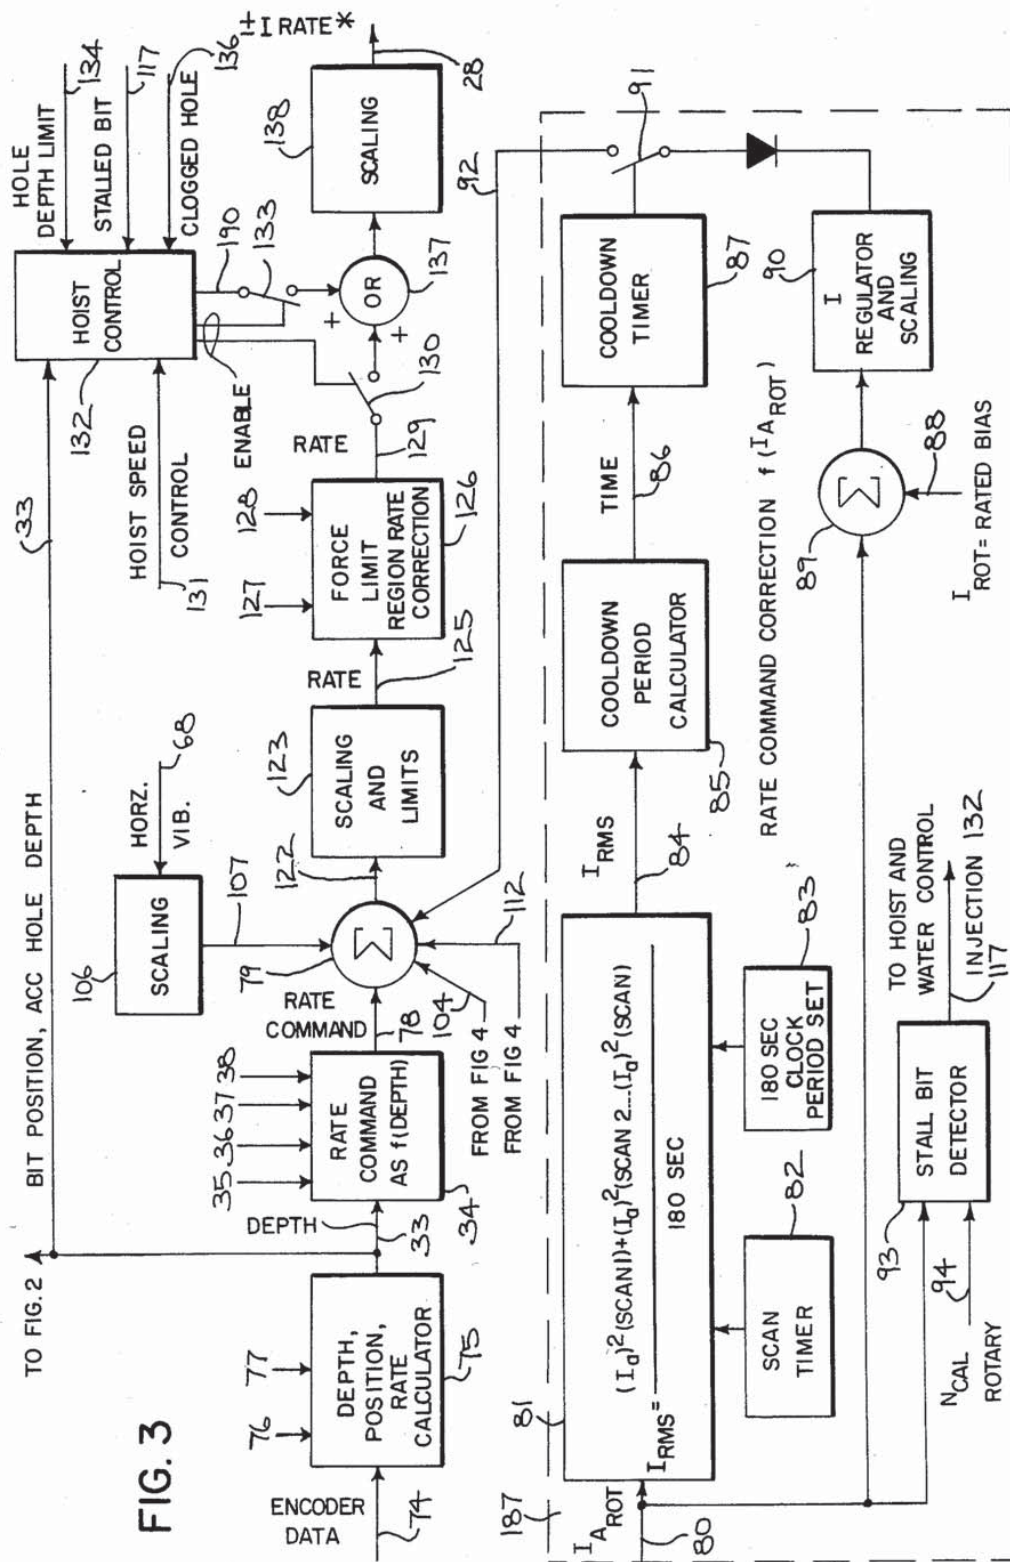 FIG. 3
TO FIG. 2
BIT POSITION, ACC HOLE DEPTH
33
ENCODER
DATA
74
76
77
DEPTH,
POSITION,
RATE
CALCULATOR
75
DEPTH
33
35
36
37
38
RATE
COMMAND
AS f(DEPTH)
34
RATE
COMMAND
78
79
Σ
104
112
FROM FIG 4
FROM FIG 4
106
SCALING
107
HORZ.
VIB.
68
122
123
SCALING
AND
LIMITS
RATE
125
127
128
FORCE
LIMIT
REGION RATE
CORRECTION
126
RATE
129
130
HOIST SPEED
CONTROL
131
132
HOIST
CONTROL
ENABLE
HOLE
DEPTH LIMIT
134
STALLED BIT
117
CLOGGED HOLE
136
190
133
+
+
OR
137
138
SCALING
28
±I RATE*
92
187
I A ROT
80
81
I RMS =
(Ia)²(SCAN1)+(Ia)²(SCAN 2...(Ia)²(SCAN)
180 SEC
SCAN
TIMER
82
180 SEC
CLOCK
PERIOD SET
83
I RMS
84
COOLDOWN
PERIOD
CALCULATOR
85
TIME
86
COOLDOWN
TIMER
87
91
RATE COMMAND CORRECTION f (I A ROT)
89
Σ
88
I ROT = RATED BIAS
90
I
REGULATOR
AND
SCALING
93
94
N CAL
ROTARY
STALL BIT
DETECTOR
TO HOIST AND
WATER CONTROL
INJECTION 132
117